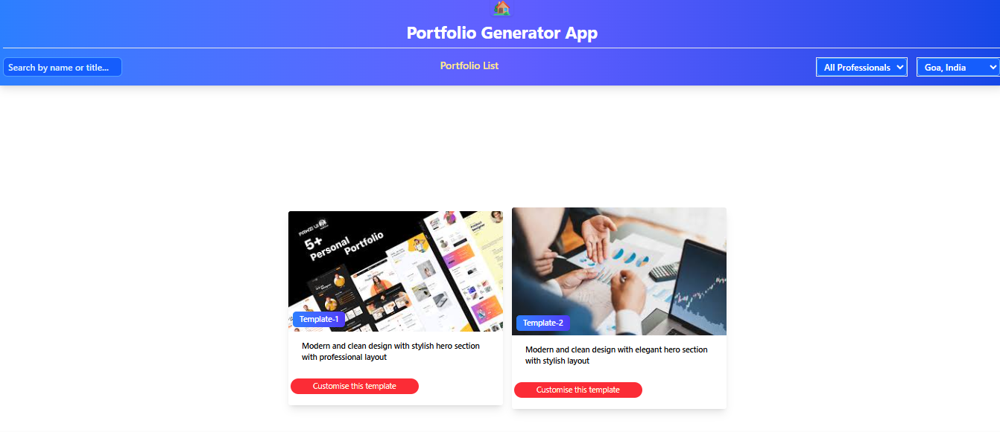 Portfolio Generator App
Search by name or title...
Portfolio List
All Professionals
Goa, India
5+
Personal
Portfolio
Template-1
Template-2
Modern and clean design with stylish hero section
with professional layout
Modern and clean design with elegant hero section
with stylish layout
Customise this template
Customise this template